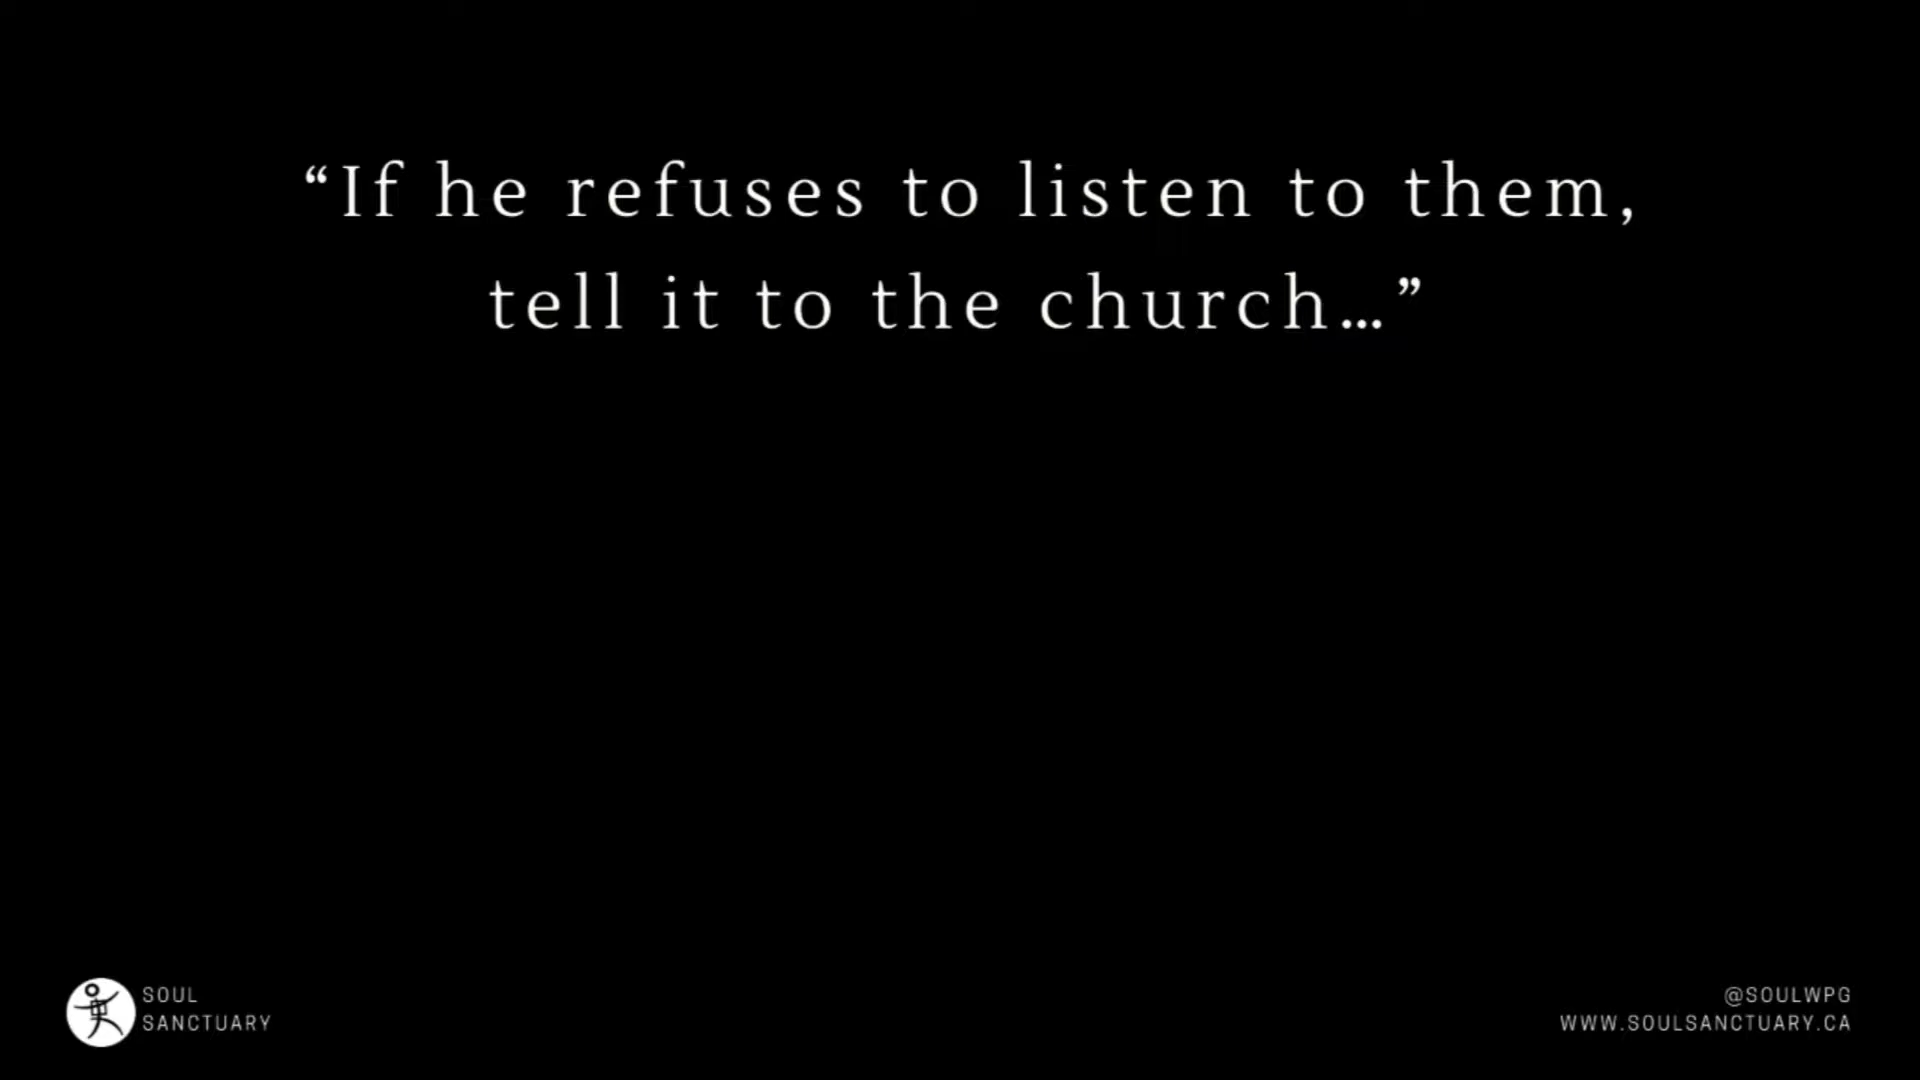 “If he refuses to listen to them,
tell it to the church…”
SOUL
SANCTUARY
@SOULWPG
WWW.SOULSANCTUARY.CA